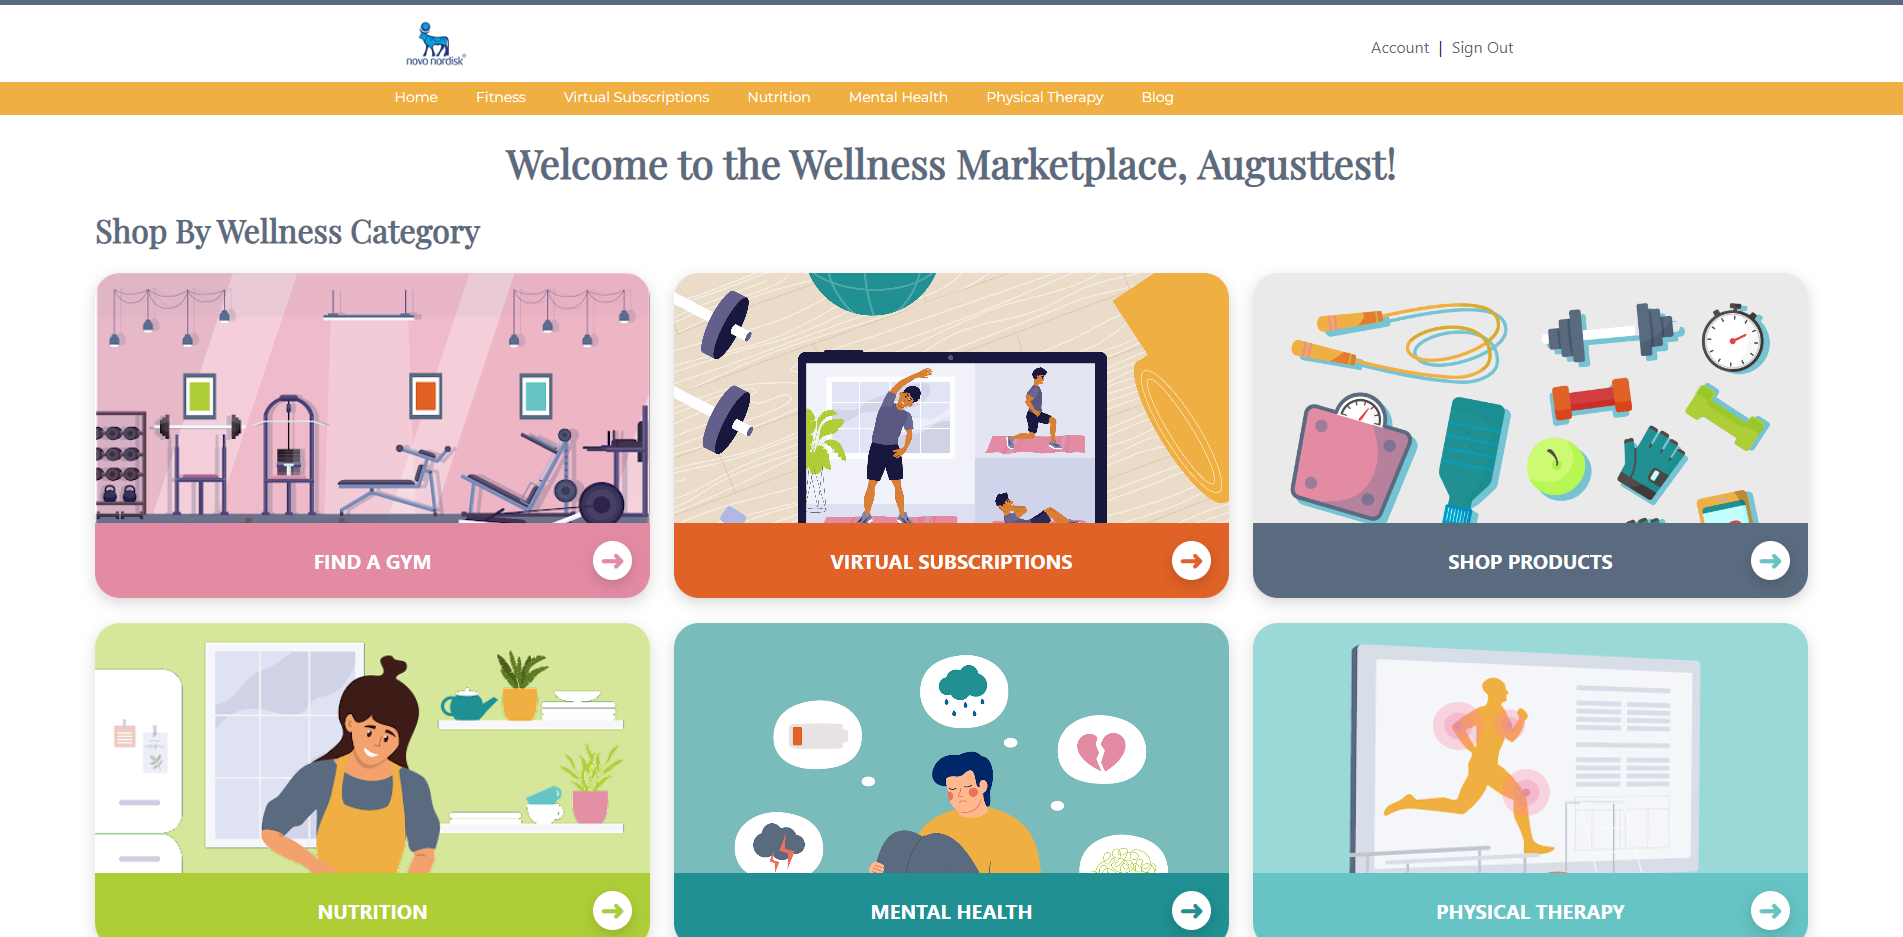 novo nordisk®
Account | Sign Out
Home Fitness Virtual Subscriptions Nutrition Mental Health Physical Therapy Blog
Welcome to the Wellness Marketplace, Augusttest!
Shop By Wellness Category
FIND A GYM
VIRTUAL SUBSCRIPTIONS
SHOP PRODUCTS
NUTRITION
MENTAL HEALTH
PHYSICAL THERAPY